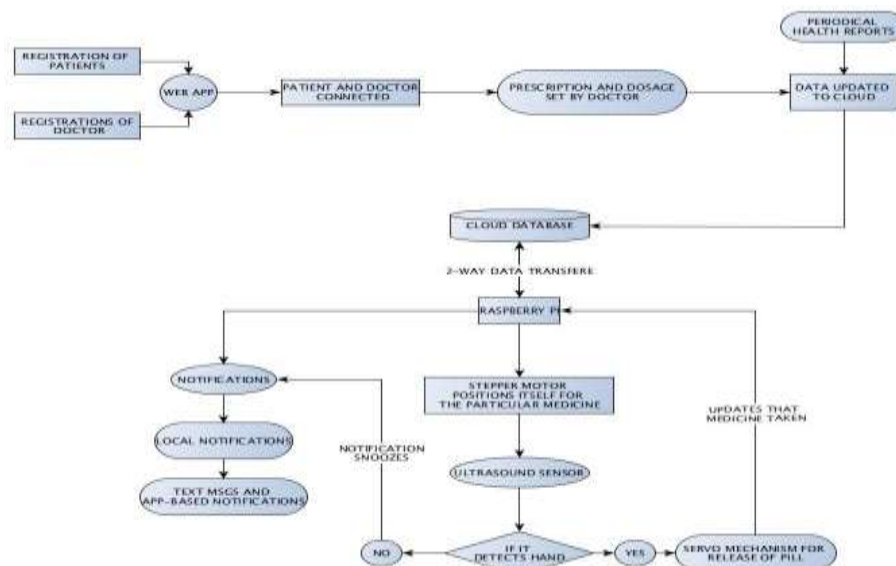 PERIODICAL
HEALTH REPORTS
REGISTRATION OF
PATIENTS
WEB APP
PATIENT AND DOCTOR
CONNECTED
PRESCRIPTION AND DOSAGE
SET BY DOCTOR
DATA UPDATED
TO CLOUD
REGISTRATIONS OF
DOCTOR
CLOUD DATABASE
2-WAY DATA TRANSFERE
RASPBERRY PI
NOTIFICATIONS
STEPPER MOTOR
POSITIONS ITSELF FOR
THE PARTICULAR MEDICINE
UPDATES THAT
MEDICINE TAKEN
LOCAL NOTIFICATIONS
NOTIFICATION
SNOOZES
ULTRASOUND SENSOR
TEXT MSGS AND
APP-BASED NOTIFICATIONS
NO
IF IT
DETECTS HAND
YES
SERVO MECHANISM FOR
RELEASE OF PILL